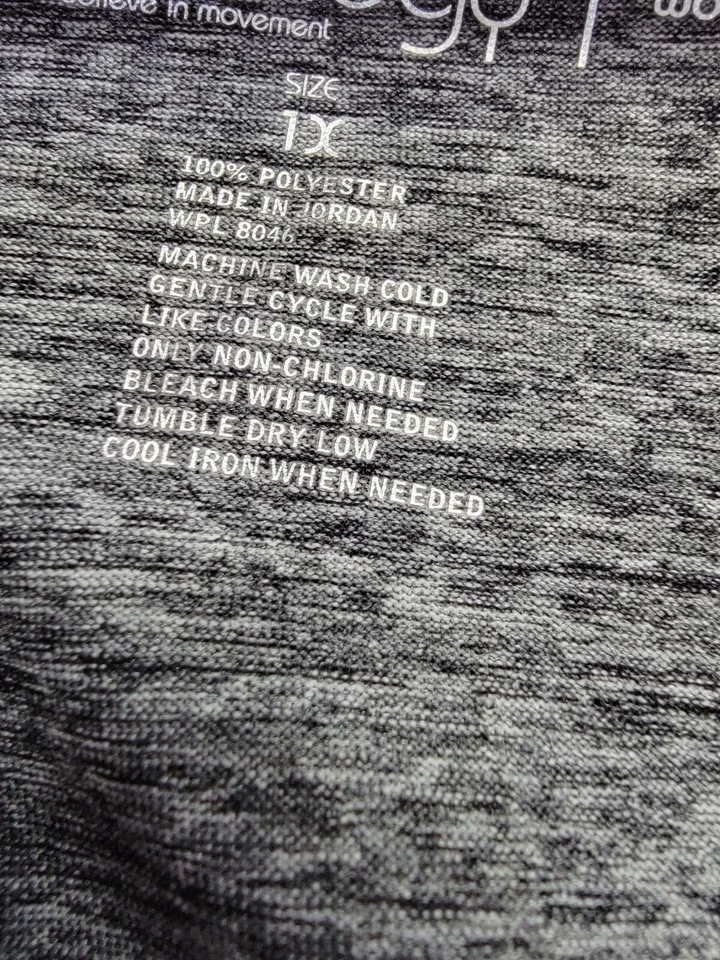 believe in movement
SIZE
1X
100% POLYESTER
MADE IN JORDAN
WPL 8046
MACHINE WASH COLD
GENTLE CYCLE WITH
LIKE COLORS
ONLY NON-CHLORINE
BLEACH WHEN NEEDED
TUMBLE DRY LOW
COOL IRON WHEN NEEDED